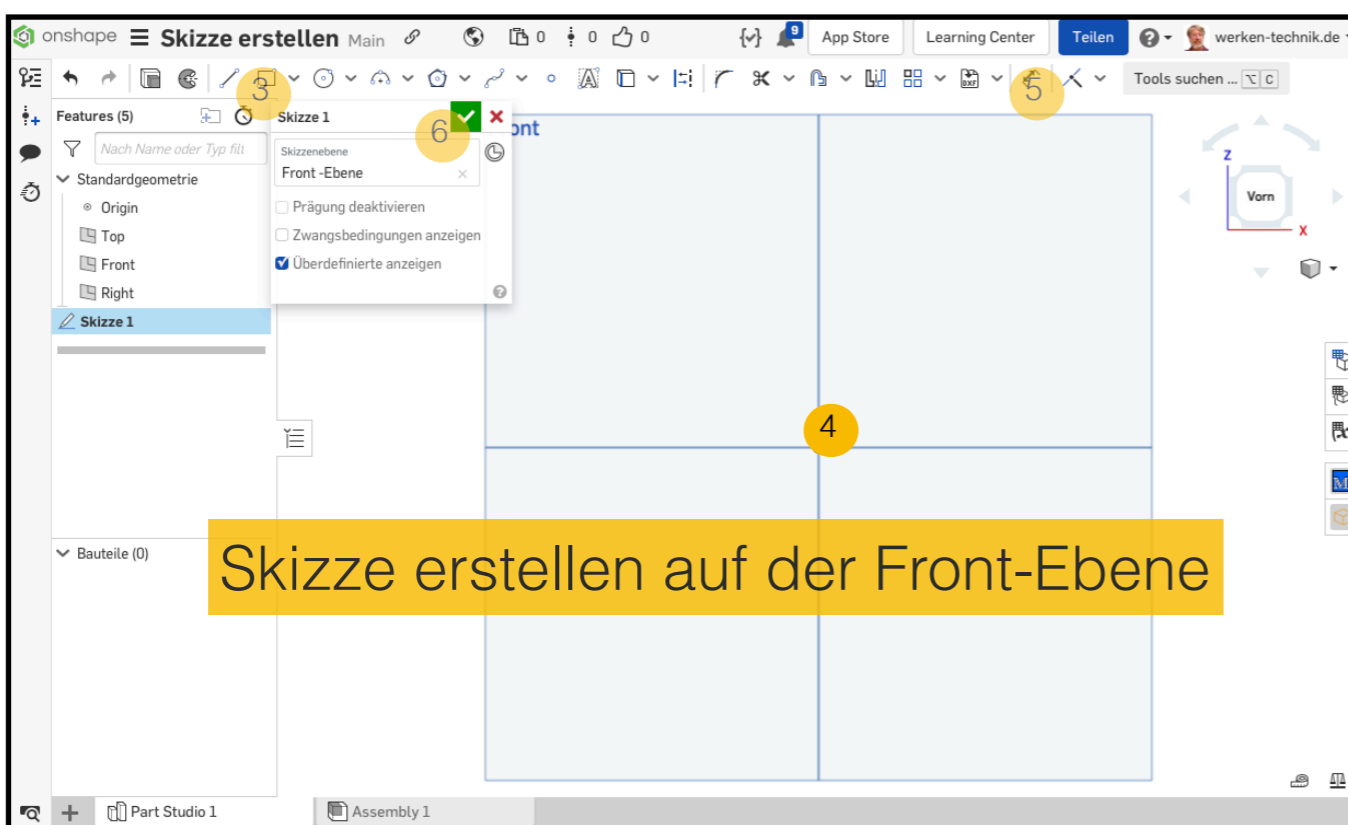 onshape Skizze erstellen Main 0 0 0 9 App Store Learning Center Teilen werken-technik.de
3 A DXF 5 Tools suchen ... ⌥ C
Features (5)
Skizze 1 6
Nach Name oder Typ filt
Skizzenebene
Front -Ebene
ont
Standardgeometrie
Origin
Top
Front
Right
Skizze 1
Prägung deaktivieren
Zwangsbedingungen anzeigen
Überdefinierte anzeigen
Z
Vorn
X
4
Skizze erstellen auf der Front-Ebene
Bauteile (0)
M
Part Studio 1
Assembly 1